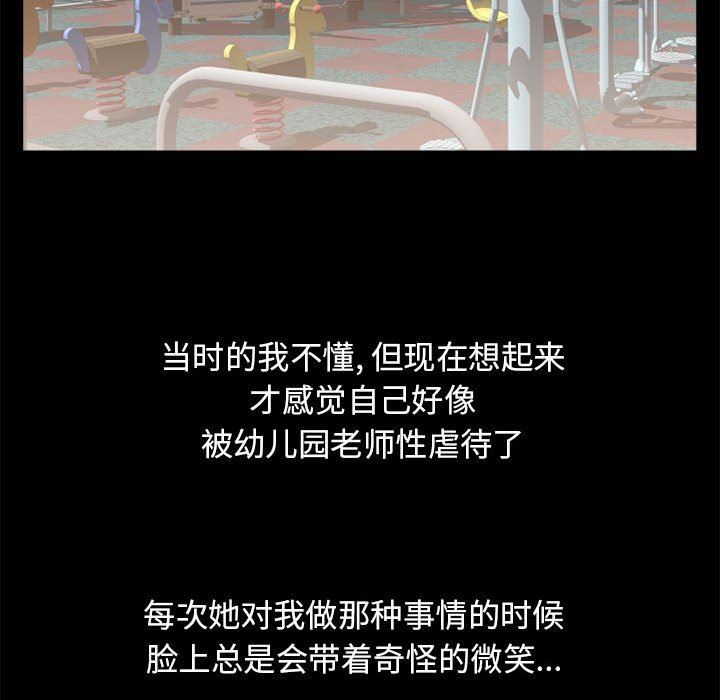 当时的我不懂, 但现在想起来
才感觉自己好像
被幼儿园老师性虐待了
每次她对我做那种事情的时候
脸上总是会带着奇怪的微笑...